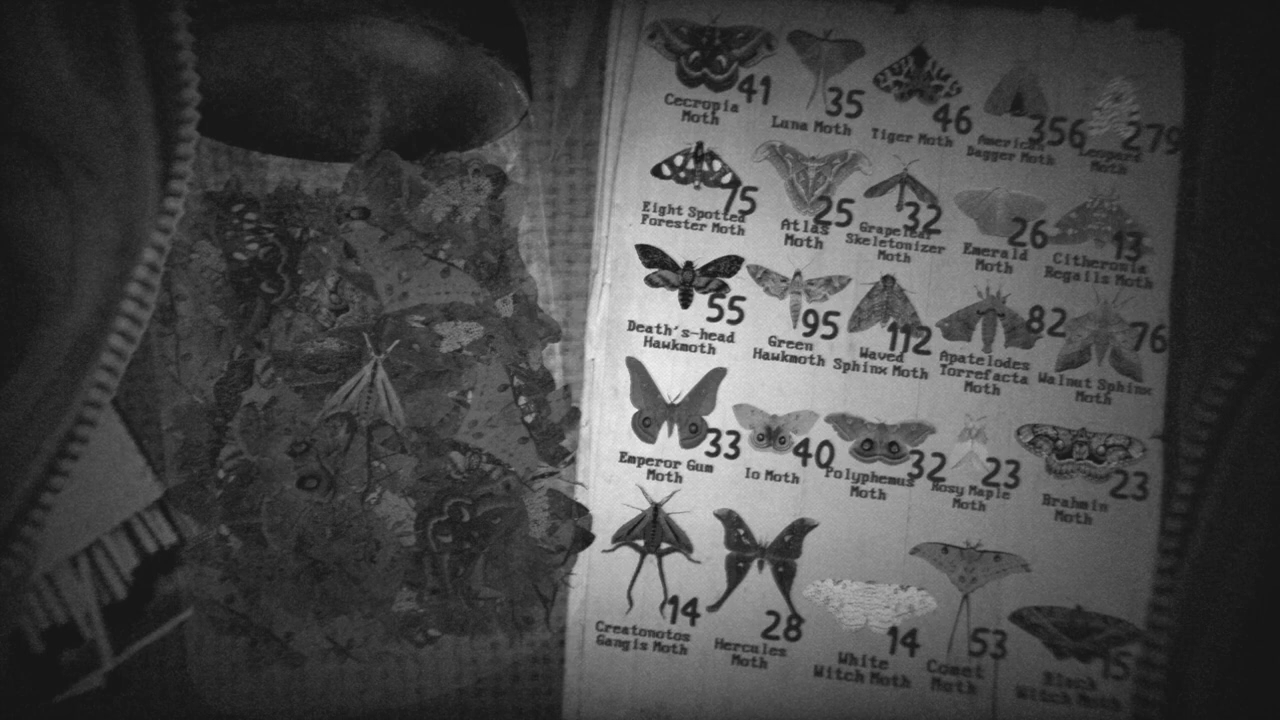 41 35 46 356 279
Cecropia Moth
Luna Moth
Tiger Moth
American Dagger Moth
Leopard Moth
75 25 32 26 13
Eight Spotted Forester Moth
Atlas Moth
Grapeleaf Skeletonizer Moth
Emerald Moth
Citheronia Regalis Moth
55 95 112 82 76
Death's-head Hawkmoth
Green Hawkmoth
Waved Sphinx Moth
Apatelodes Torrefacta Moth
Walnut Sphinx Moth
33 40 32 23 23
Emperor Gum Moth
Io Moth
Polyphemus Moth
Rosy Maple Moth
Brahmin Moth
14 28 14 53 15
Creatonotos Gangis Moth
Hercules Moth
White Witch Moth
Comet Moth
Black Witch Moth